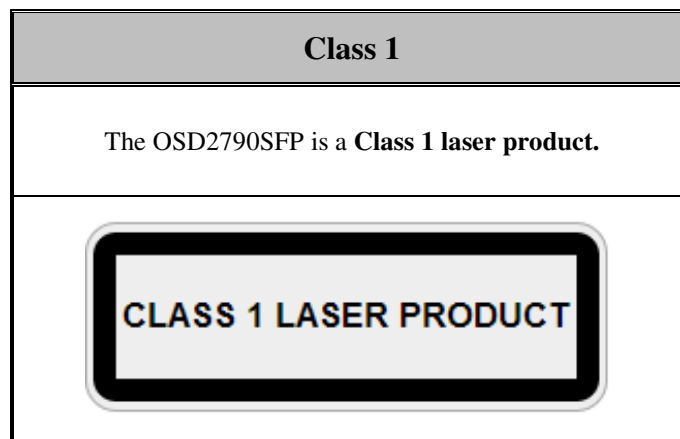 Class 1
The OSD2790SFP is a Class 1 laser product.
CLASS 1 LASER PRODUCT